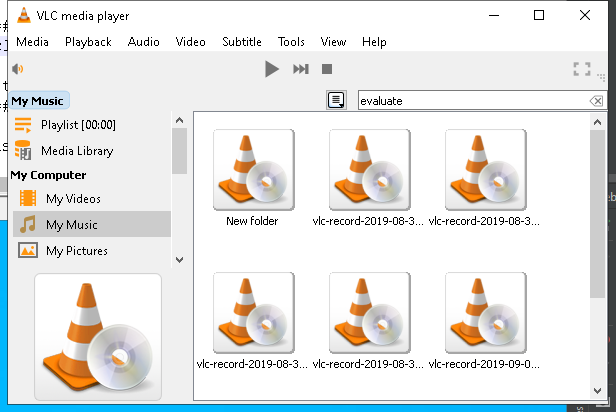 VLC media player
Media Playback Audio Video Subtitle Tools View Help
My Music
evaluate
Playlist [00:00]
Media Library
My Computer
My Videos
My Music
My Pictures
New folder
vlc-record-2019-08-3...
vlc-record-2019-08-3...
vlc-record-2019-08-3...
vlc-record-2019-08-3...
vlc-record-2019-09-0...